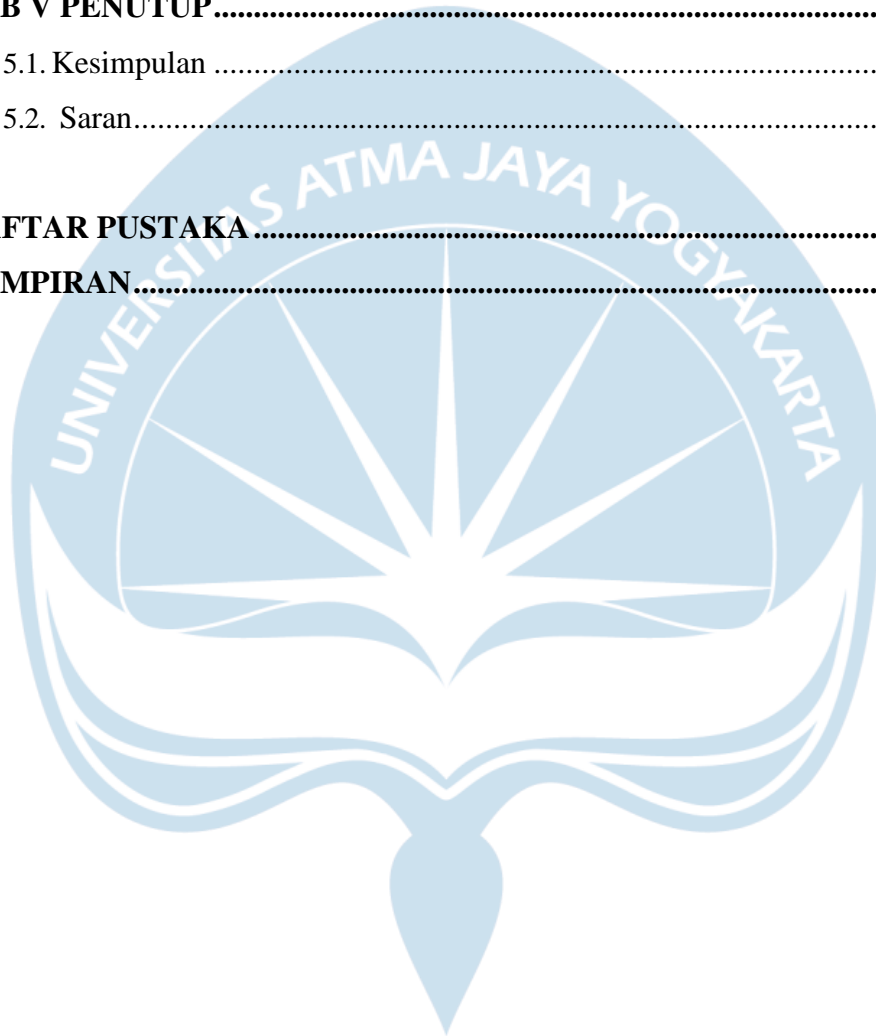 B V PENUTUP..............................................................................
5.1. Kesimpulan ..............................................................................
5.2. Saran..............................................................................
UNIVERSITAS ATMA JAYA YOGYAKARTA
FTAR PUSTAKA..............................................................................
MPIRAN..............................................................................